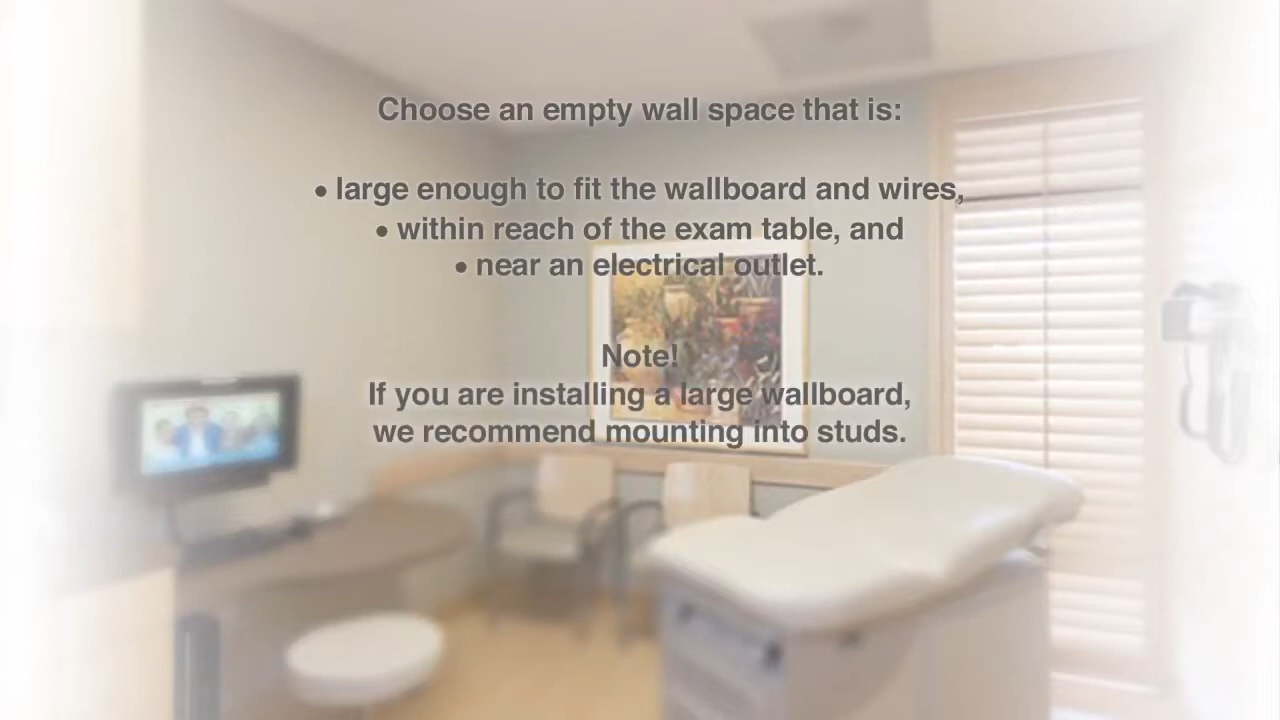 Choose an empty wall space that is:
• large enough to fit the wallboard and wires,
• within reach of the exam table, and
• near an electrical outlet.
Note!
If you are installing a large wallboard,
we recommend mounting into studs.